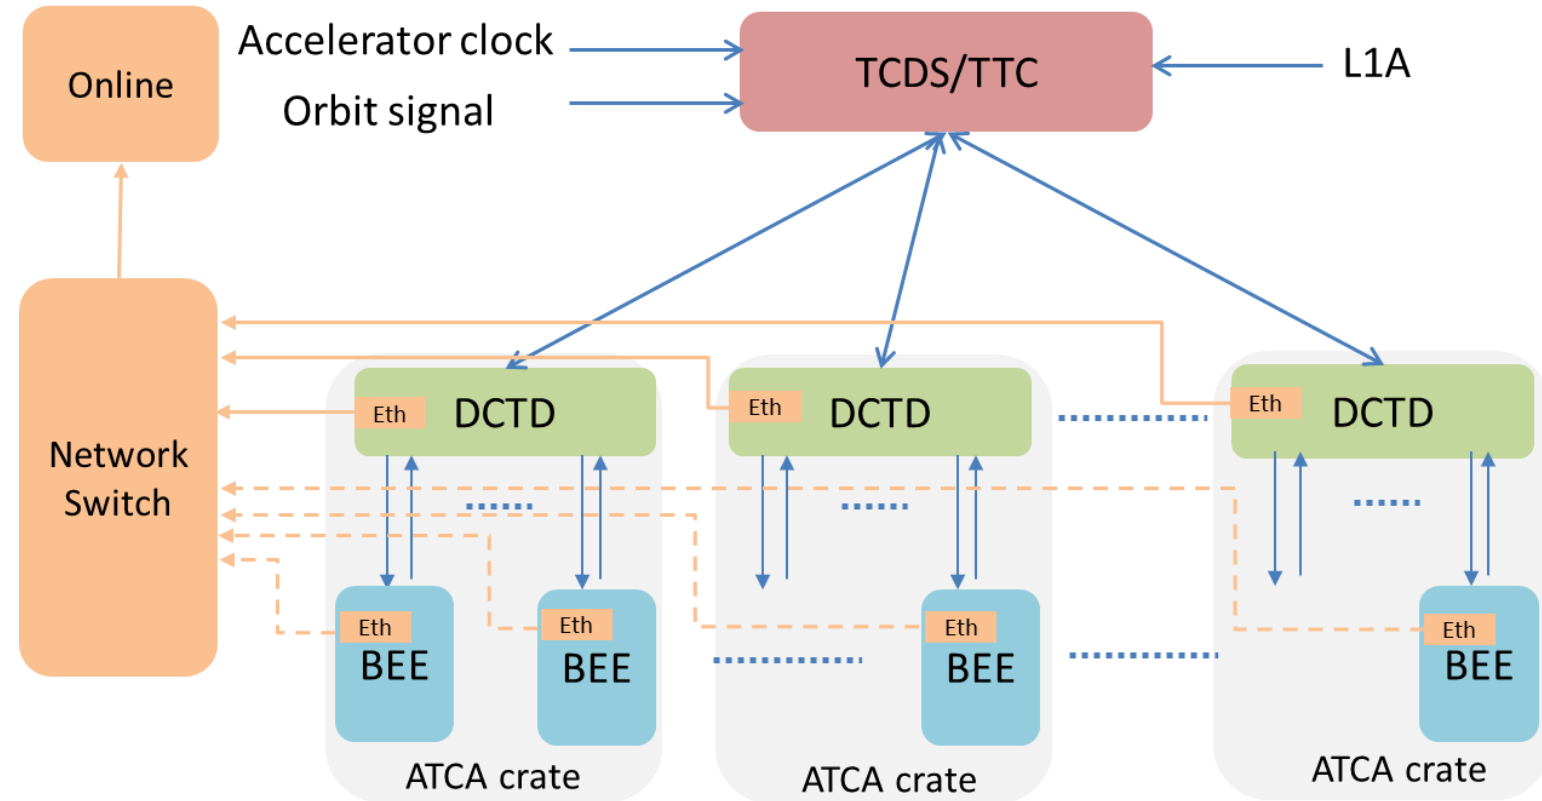 Online
Accelerator clock
Orbit signal
TCDS/TTC
L1A
Network
Switch
Eth
DCTD
Eth
DCTD
Eth
DCTD
Eth
BEE
Eth
BEE
Eth
BEE
Eth
BEE
ATCA crate
ATCA crate
ATCA crate